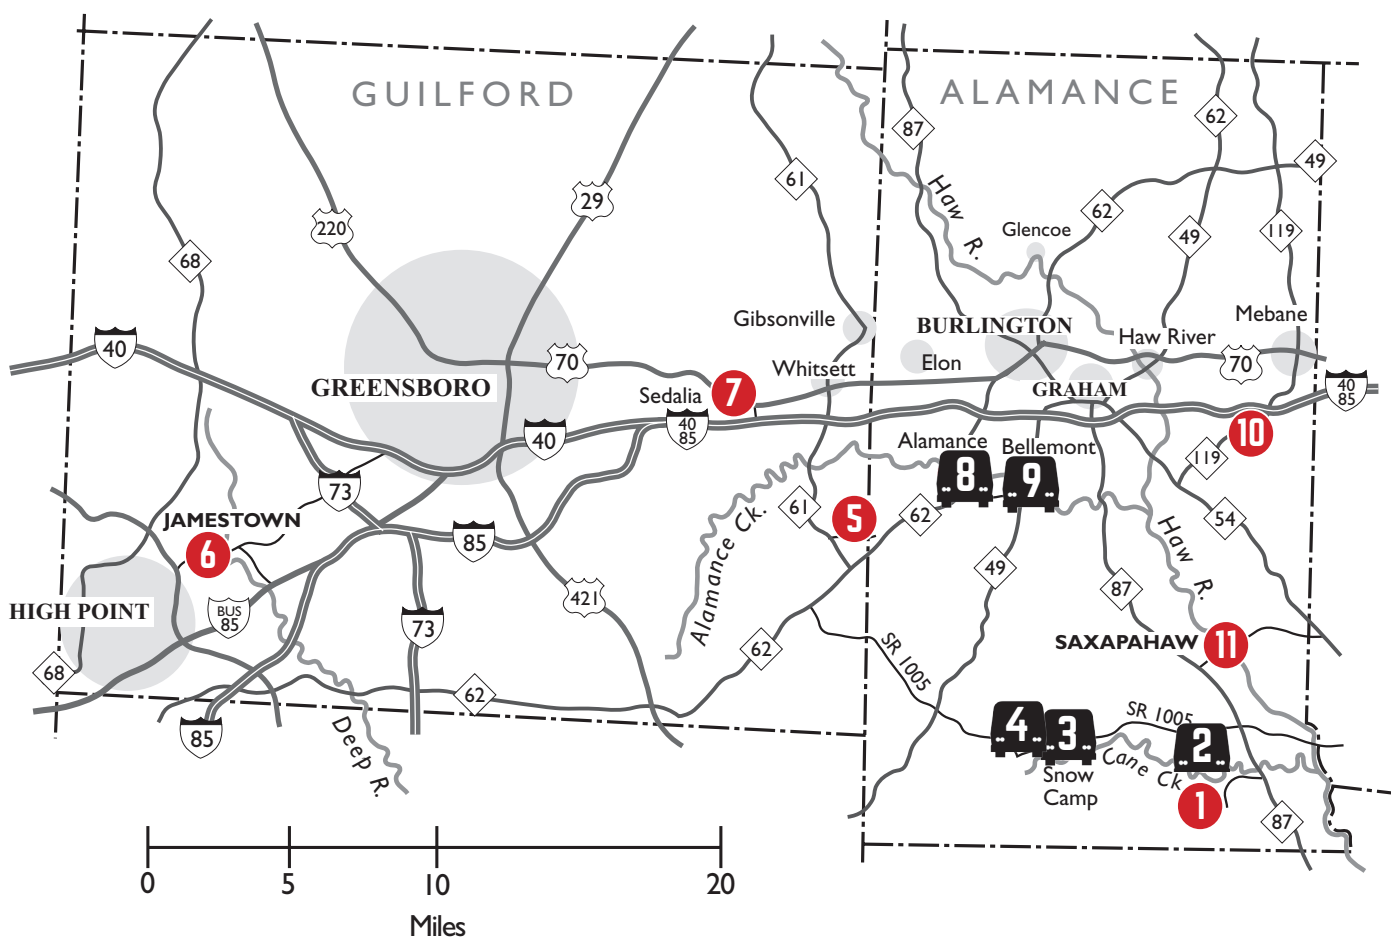 GUILFORD
ALAMANCE
87
62
49
61
Haw R.
29
220
62
49
119
Glencoe
68
Gibsonville
BURLINGTON
Mebane
Haw River
40
70
Elon
70
Whitsett
GREENSBORO
Sedalia
7
GRAHAM
40
85
40
85
40
10
Alamance
Bellemont
8
9
119
73
61
5
62
54
Alamance Ck.
JAMESTOWN
6
85
Haw R.
49
87
421
HIGH POINT
BUS
85
73
62
SR 1005
SAXAPAHAW
11
68
62
4
3
SR 1005
2
85
Deep R.
Cane Ck
Snow
Camp
1
87
0
5
10
20
Miles